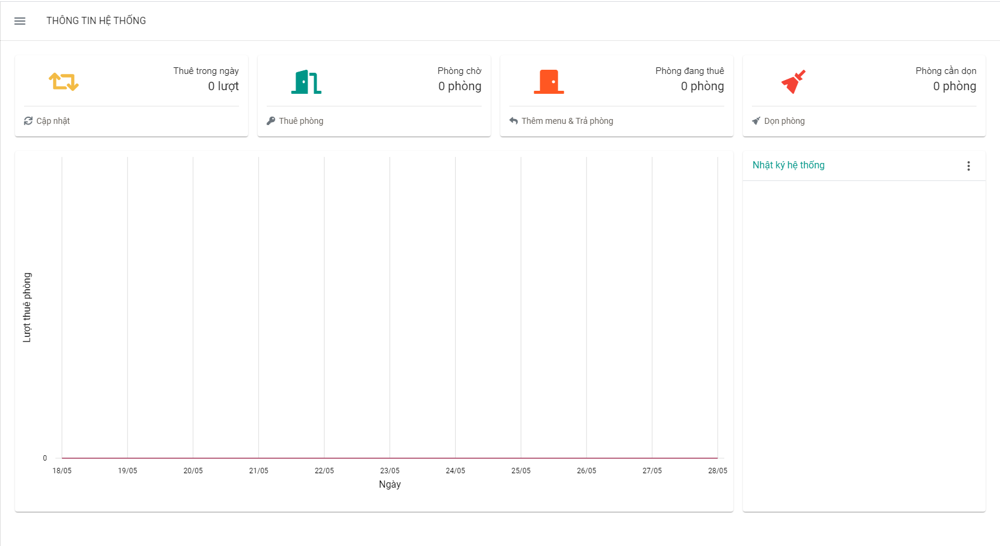 THÔNG TIN HỆ THỐNG
Thuê trong ngày
0 lượt
Cập nhật
Phòng chờ
0 phòng
Thuê phòng
Phòng đang thuê
0 phòng
Thêm menu & Trả phòng
Phòng cần dọn
0 phòng
Dọn phòng
Lượt thuê phòng
0
18/05 19/05 20/05 21/05 22/05 23/05 24/05 25/05 26/05 27/05 28/05
Ngày
Nhật ký hệ thống